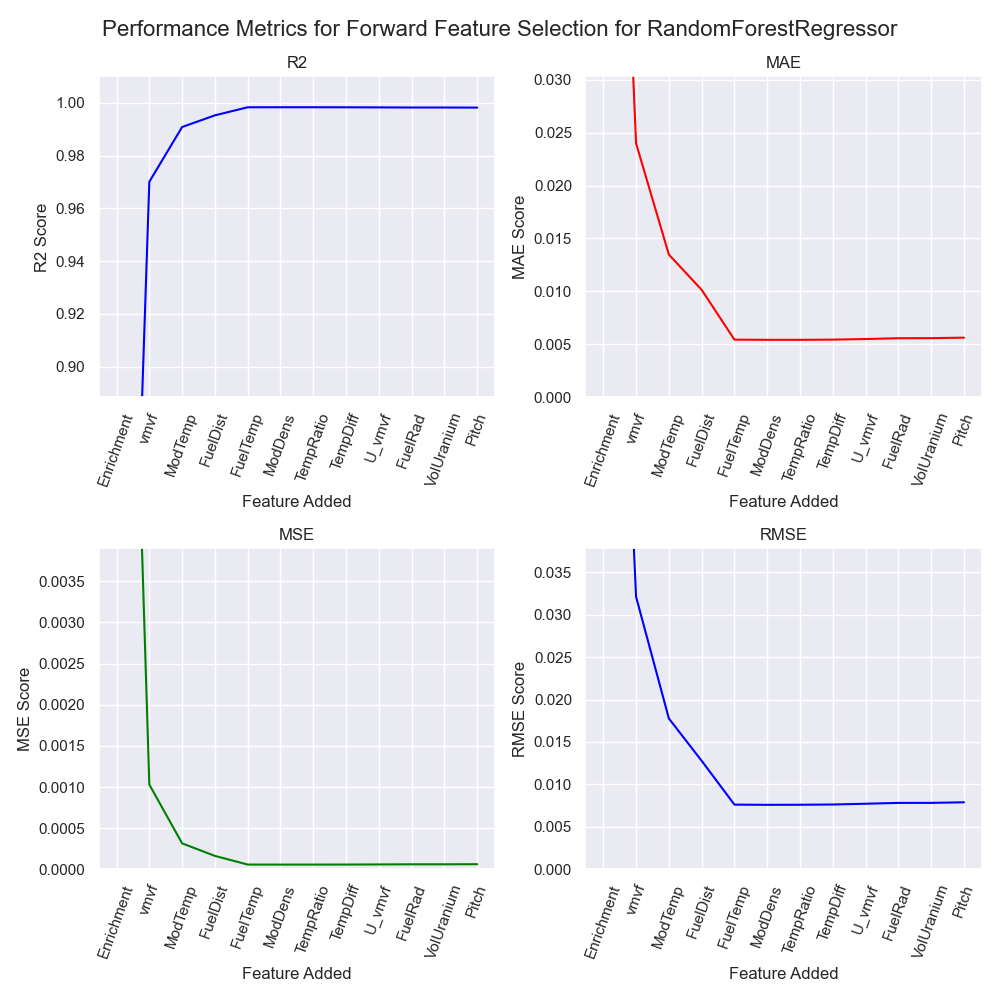 Performance Metrics for Forward Feature Selection for RandomForestRegressor
R2
1.00
0.98
0.96
0.94
0.92
0.90
R2 Score
Enrichment
vmvf
ModTemp
FuelDist
FuelTemp
ModDens
TempRatio
TempDiff
U_vmvf
FuelRad
VolUranium
Pitch
Feature Added
MAE
0.030
0.025
0.020
0.015
0.010
0.005
0.000
MAE Score
Enrichment
vmvf
ModTemp
FuelDist
FuelTemp
ModDens
TempRatio
TempDiff
U_vmvf
FuelRad
VolUranium
Pitch
Feature Added
MSE
0.0035
0.0030
0.0025
0.0020
0.0015
0.0010
0.0005
0.0000
MSE Score
Enrichment
vmvf
ModTemp
FuelDist
FuelTemp
ModDens
TempRatio
TempDiff
U_vmvf
FuelRad
VolUranium
Pitch
Feature Added
RMSE
0.035
0.030
0.025
0.020
0.015
0.010
0.005
0.000
RMSE Score
Enrichment
vmvf
ModTemp
FuelDist
FuelTemp
ModDens
TempRatio
TempDiff
U_vmvf
FuelRad
VolUranium
Pitch
Feature Added